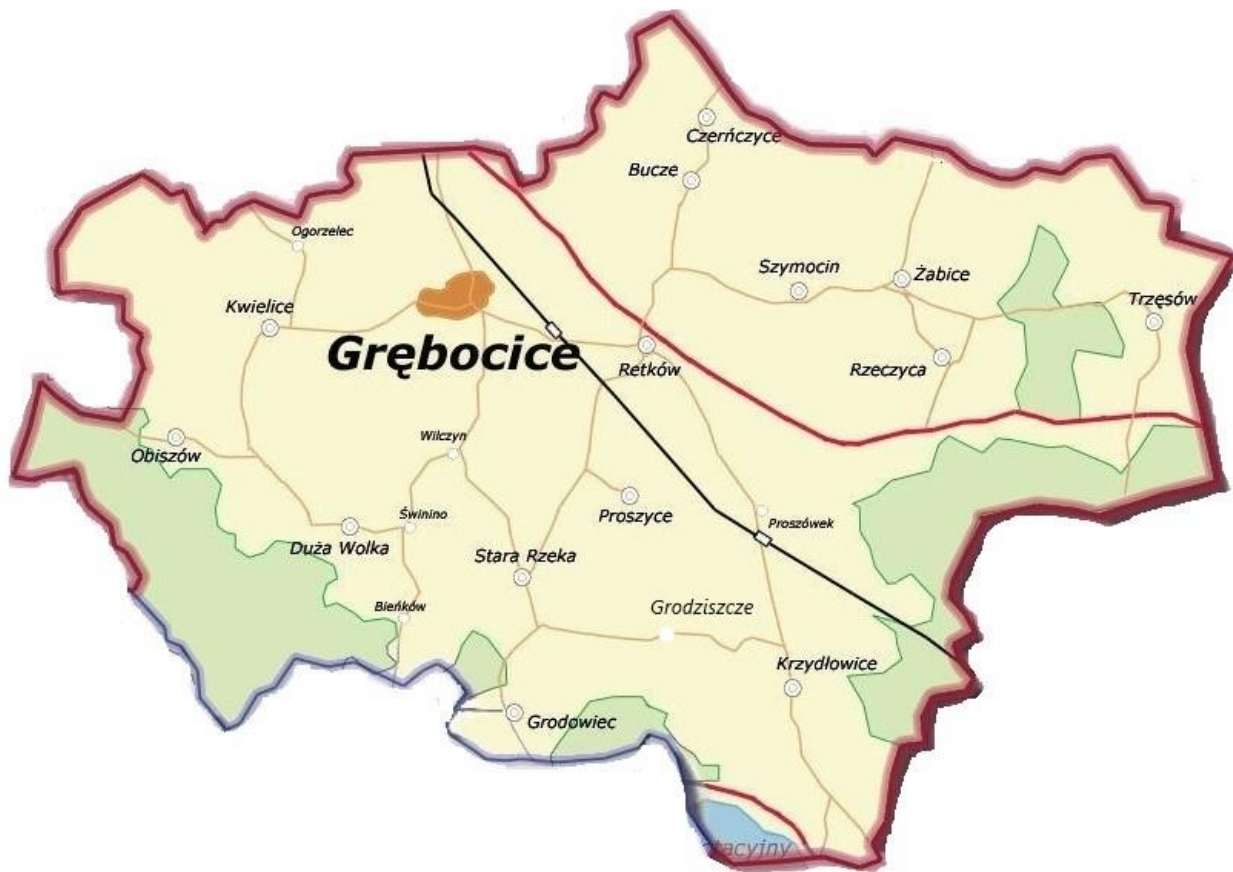 Czerńczyce
Bucze
Ogorzelec
Szymocin
Żabice
Kwielice
Trzęsów
Grębocice
Retków
Rzeczyca
Wilczyn
Obiszów
Proszyce
Świnino
Proszówek
Duża Wolka
Stara Rzeka
Bieńków
Grodziszcze
Krzydłowice
Grodowiec